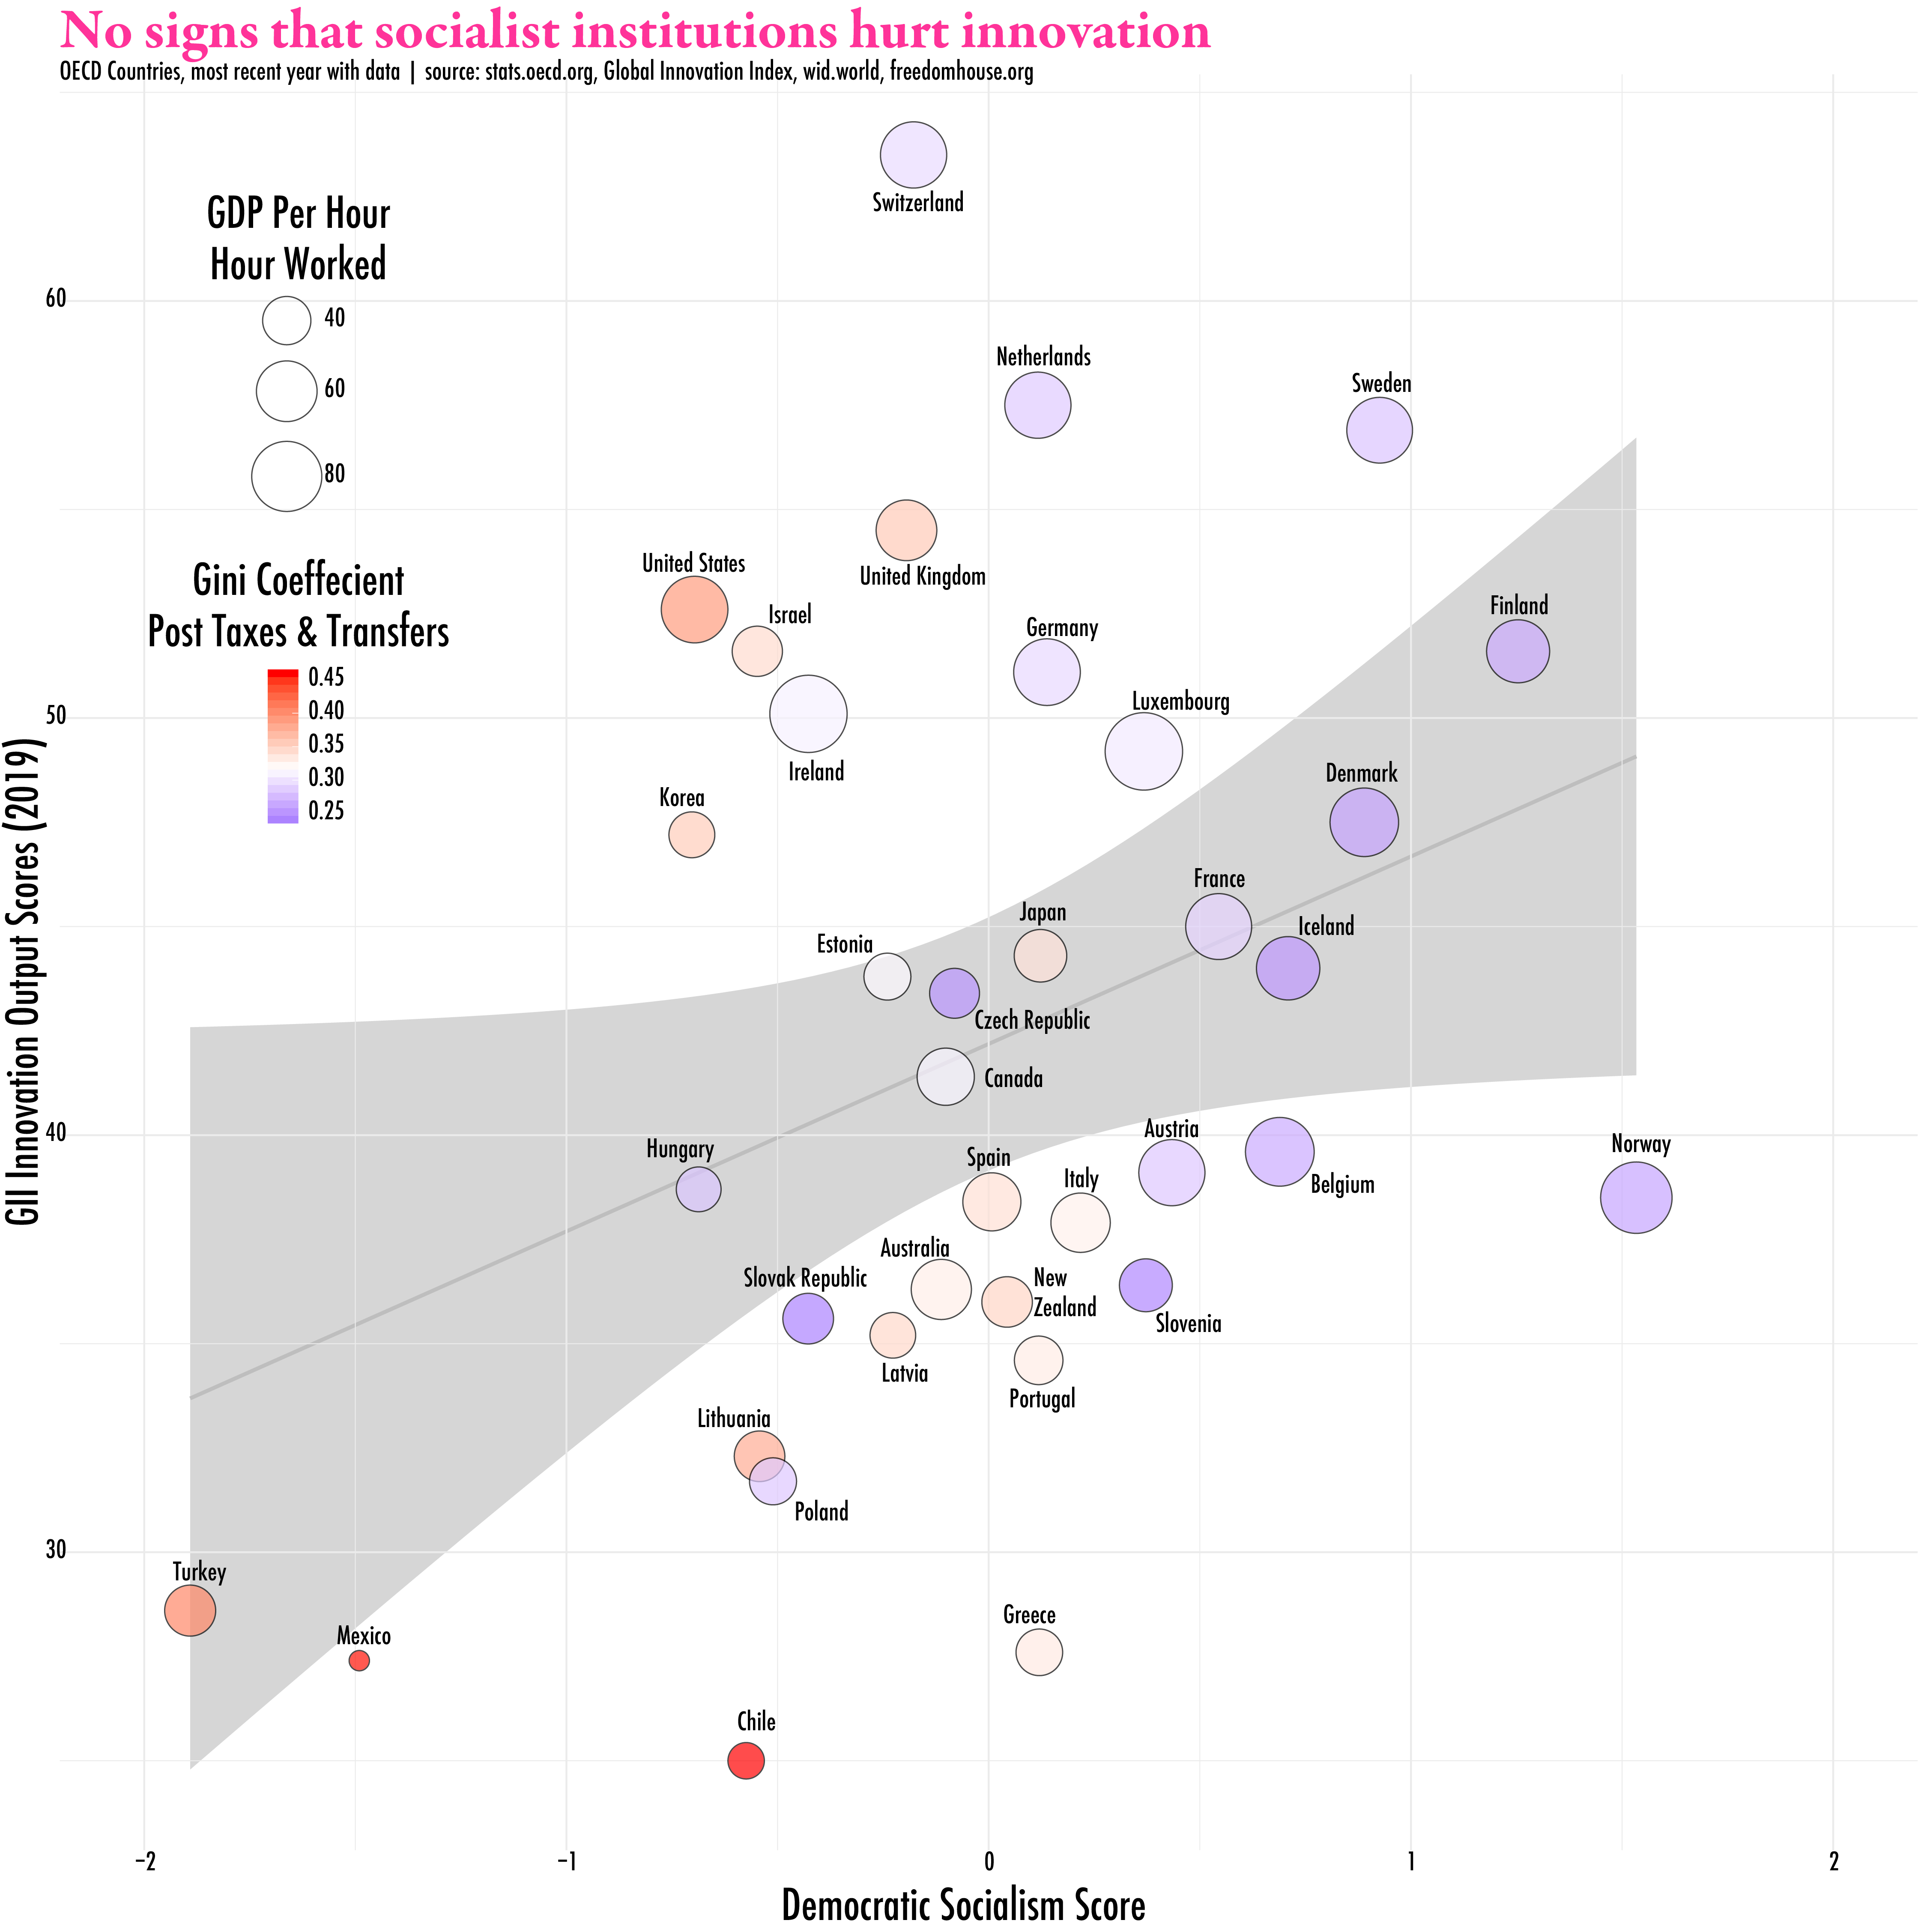 No signs that socialist institutions hurt innovation
OECD Countries, most recent year with data | source: stats.oecd.org, Global Innovation Index, wid.world, freedomhouse.org
GDP Per Hour
Hour Worked
40
60
80
Gini Coeffecient
Post Taxes & Transfers
0.45
0.40
0.35
0.30
0.25
GII Innovation Output Scores (2019)
60
50
40
30
Switzerland
Netherlands
Sweden
United Kingdom
United States
Israel
Finland
Germany
Luxembourg
Ireland
Denmark
Korea
France
Japan
Iceland
Estonia
Czech Republic
Canada
Austria
Hungary
Norway
Spain
Italy
Belgium
Australia
Slovak Republic
New
Zealand
Slovenia
Latvia
Portugal
Lithuania
Poland
Turkey
Greece
Mexico
Chile
−2
−1
0
1
2
Democratic Socialism Score